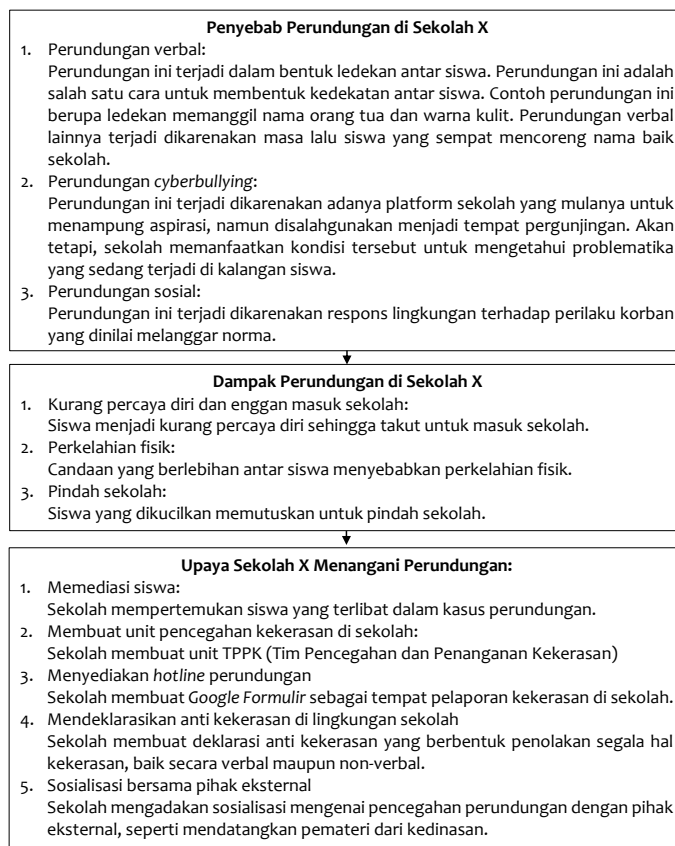 Penyebab Perundungan di Sekolah X
1. Perundungan verbal:
Perundungan ini terjadi dalam bentuk ledekan antar siswa. Perundungan ini adalah
salah satu cara untuk membentuk kedekatan antar siswa. Contoh perundungan ini
berupa ledekan memanggil nama orang tua dan warna kulit. Perundungan verbal
lainnya terjadi dikarenakan masa lalu siswa yang sempat mencoreng nama baik
sekolah.
2. Perundungan cyberbullying:
Perundungan ini terjadi dikarenakan adanya platform sekolah yang mulanya untuk
menampung aspirasi, namun disalahgunakan menjadi tempat pergunjingan. Akan
tetapi, sekolah memanfaatkan kondisi tersebut untuk mengetahui problematika
yang sedang terjadi di kalangan siswa.
3. Perundungan sosial:
Perundungan ini terjadi dikarenakan respons lingkungan terhadap perilaku korban
yang dinilai melanggar norma.
Dampak Perundungan di Sekolah X
1. Kurang percaya diri dan enggan masuk sekolah:
Siswa menjadi kurang percaya diri sehingga takut untuk masuk sekolah.
2. Perkelahian fisik:
Candaan yang berlebihan antar siswa menyebabkan perkelahian fisik.
3. Pindah sekolah:
Siswa yang dikucilkan memutuskan untuk pindah sekolah.
Upaya Sekolah X Menangani Perundungan:
1. Memediasi siswa:
Sekolah mempertemukan siswa yang terlibat dalam kasus perundungan.
2. Membuat unit pencegahan kekerasan di sekolah:
Sekolah membuat unit TPPK (Tim Pencegahan dan Penanganan Kekerasan)
3. Menyediakan hotline perundungan
Sekolah membuat Google Formulir sebagai tempat pelaporan kekerasan di sekolah.
4. Mendeklarasikan anti kekerasan di lingkungan sekolah
Sekolah membuat deklarasi anti kekerasan yang berbentuk penolakan segala hal
kekerasan, baik secara verbal maupun non-verbal.
5. Sosialisasi bersama pihak eksternal
Sekolah mengadakan sosialisasi mengenai pencegahan perundungan dengan pihak
eksternal, seperti mendatangkan pemateri dari kedinasan.